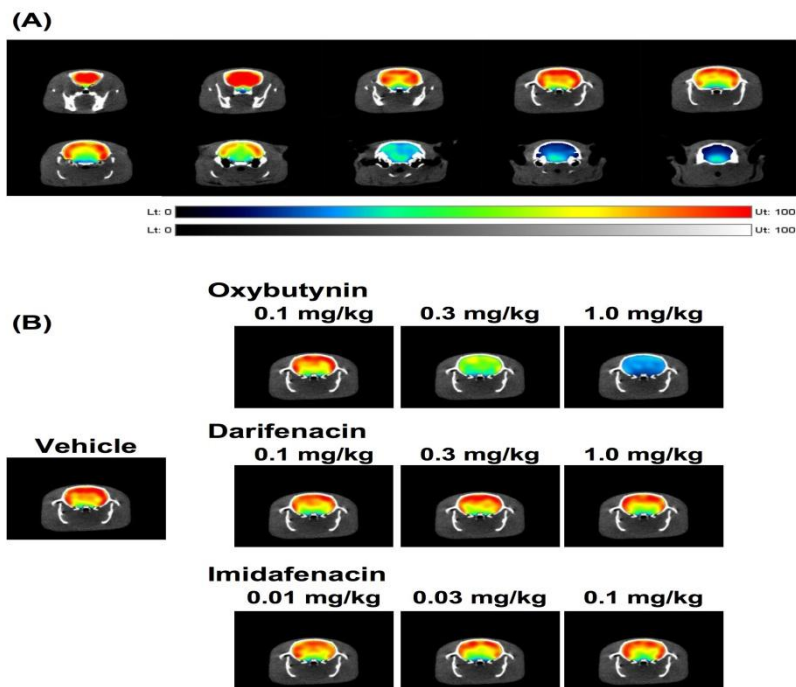 (A)
Lt: 0 Ut: 100
Lt: 0 Ut: 100
(B)
Oxybutynin
0.1 mg/kg 0.3 mg/kg 1.0 mg/kg
Vehicle
Darifenacin
0.1 mg/kg 0.3 mg/kg 1.0 mg/kg
Imidafenacin
0.01 mg/kg 0.03 mg/kg 0.1 mg/kg